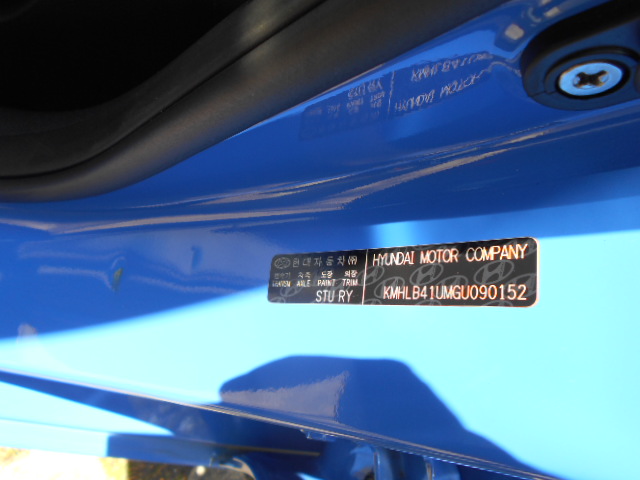 현대자동차(주)
차축 도장 외장
AXLE PAINT TRIM
STU RY
HYUNDAI MOTOR COMPANY
KMHLB41UMGU090152